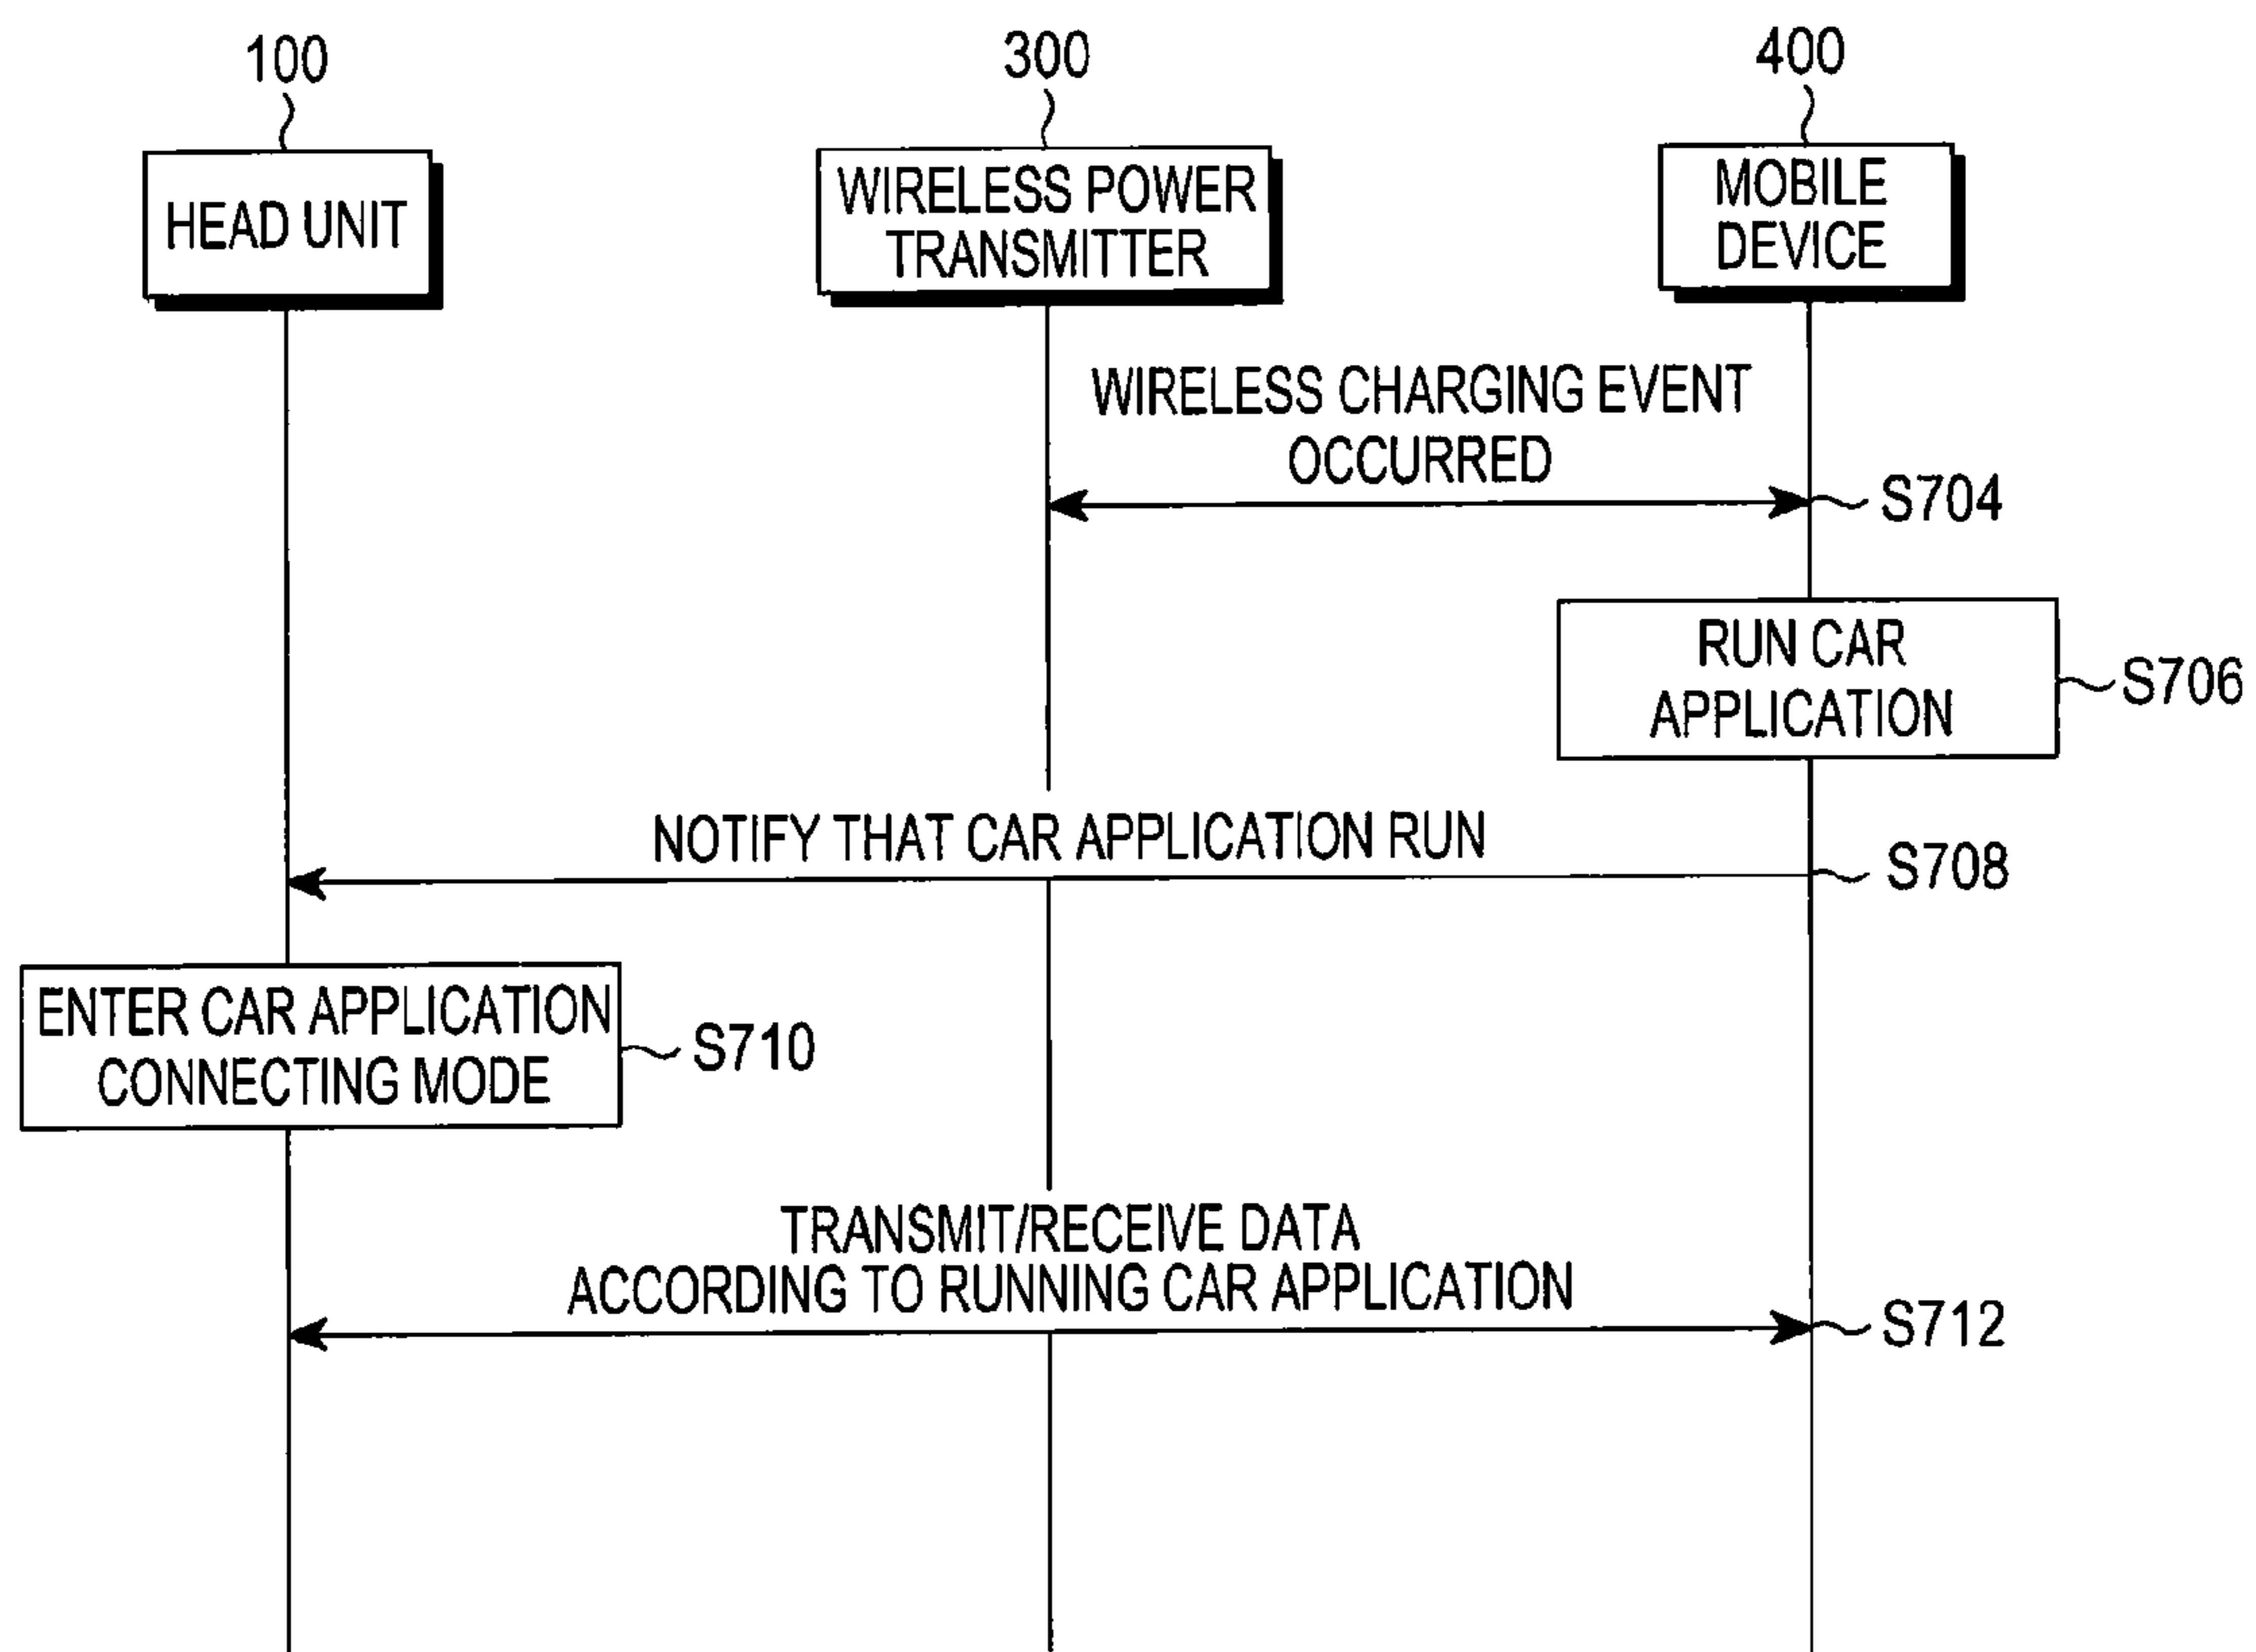 100
300
400
HEAD UNIT
WIRELESS POWER
TRANSMITTER
MOBILE
DEVICE
WIRELESS CHARGING EVENT
OCCURRED
S704
RUN CAR
APPLICATION
S706
NOTIFY THAT CAR APPLICATION RUN
S708
ENTER CAR APPLICATION
CONNECTING MODE
S710
TRANSMIT/RECEIVE DATA
ACCORDING TO RUNNING CAR APPLICATION
S712